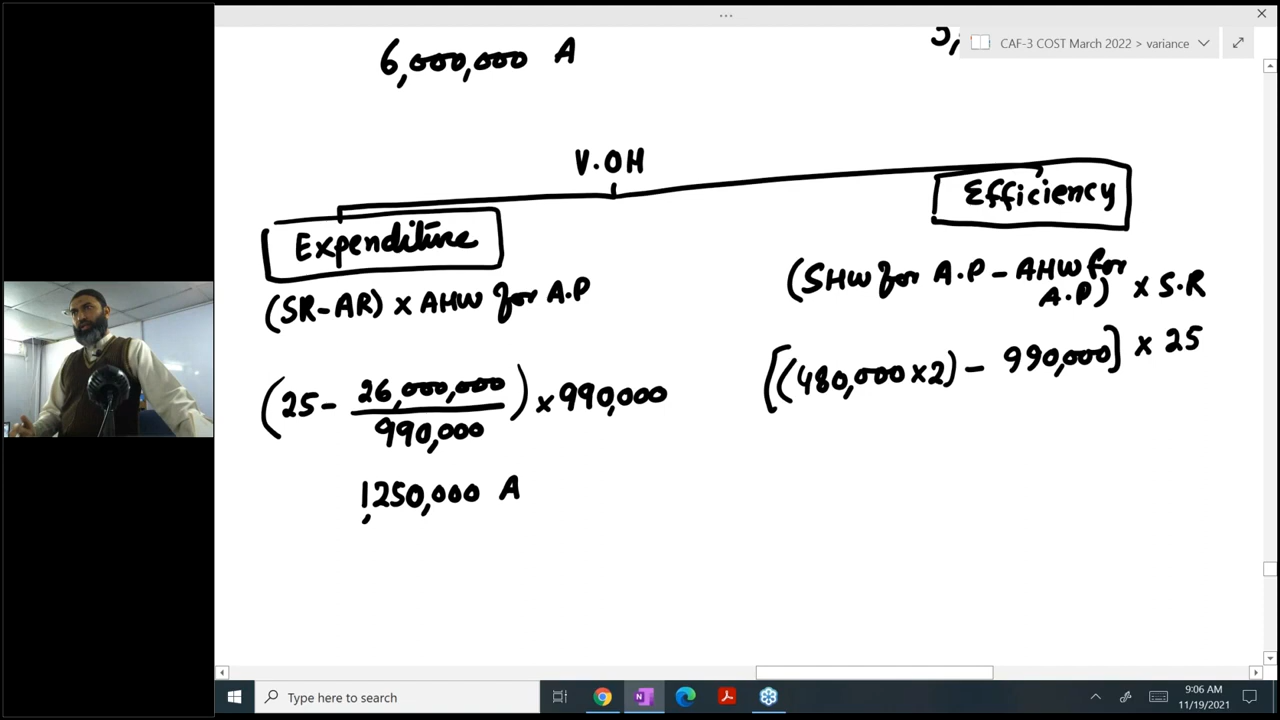 CAF-3 COST March 2022 > variance
6,000,000 A
V.OH
Expenditure
(SR-AR) × AHW for A.P
(25 - 26,000,000 / 990,000) × 990,000
1,250,000 A
Efficiency
(SHW for A.P - AHW for
A.P) × S.R
[(480,000×2) - 990,000] × 25
Type here to search
9:06 AM
11/19/2021